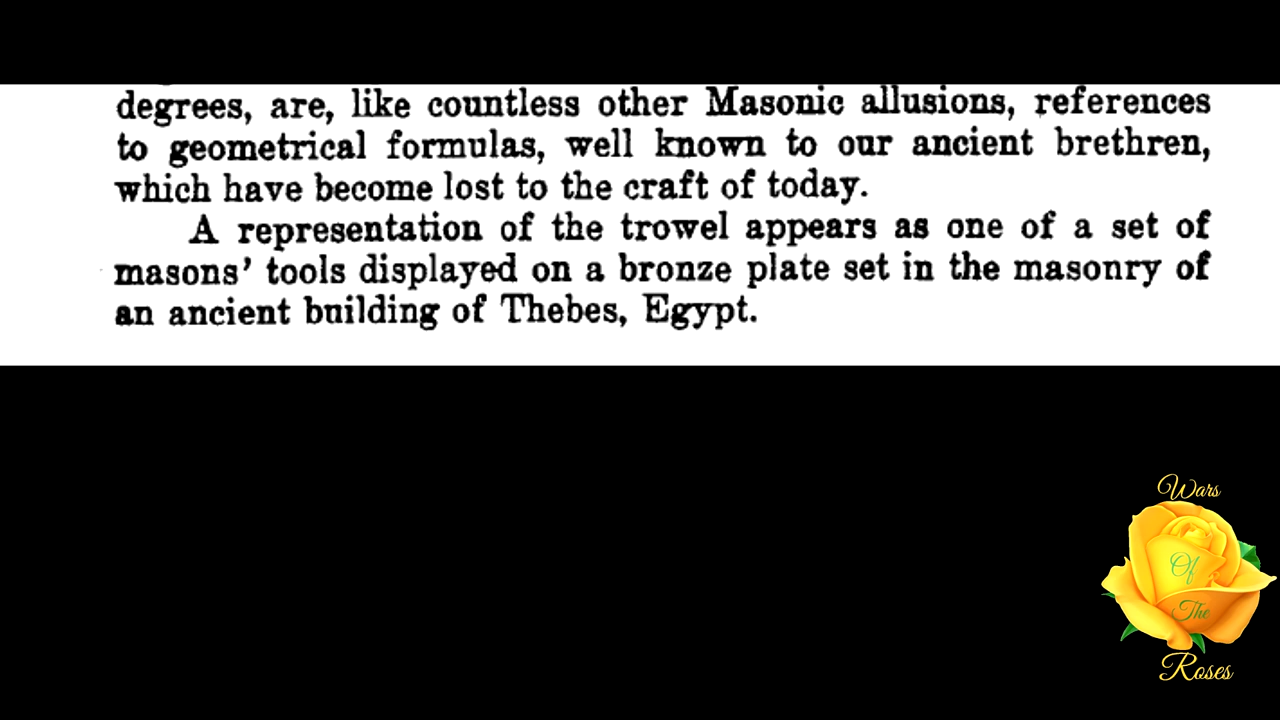 degrees, are, like countless other Masonic allusions, references
to geometrical formulas, well known to our ancient brethren,
which have become lost to the craft of today.
A representation of the trowel appears as one of a set of
masons' tools displayed on a bronze plate set in the masonry of
an ancient building of Thebes, Egypt.
Wars
Of
The
Roses